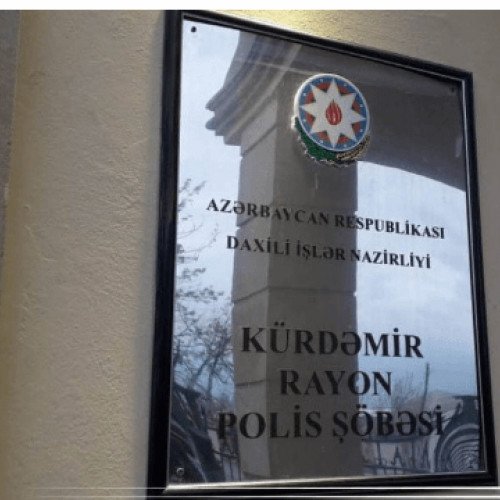 AZƏRBAYCAN RESPUBLİKASI
DAXİLİ İŞLƏR NAZİRLİYİ
KÜRDƏMİR
RAYON
POLİS ŞÖBƏSİ